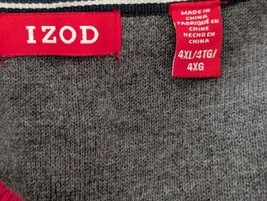 IZOD
MADE IN
CHINA
FABRIQUÉ EN
CHINE
HECHO EN
CHINA
4XL/4TG/
4XG